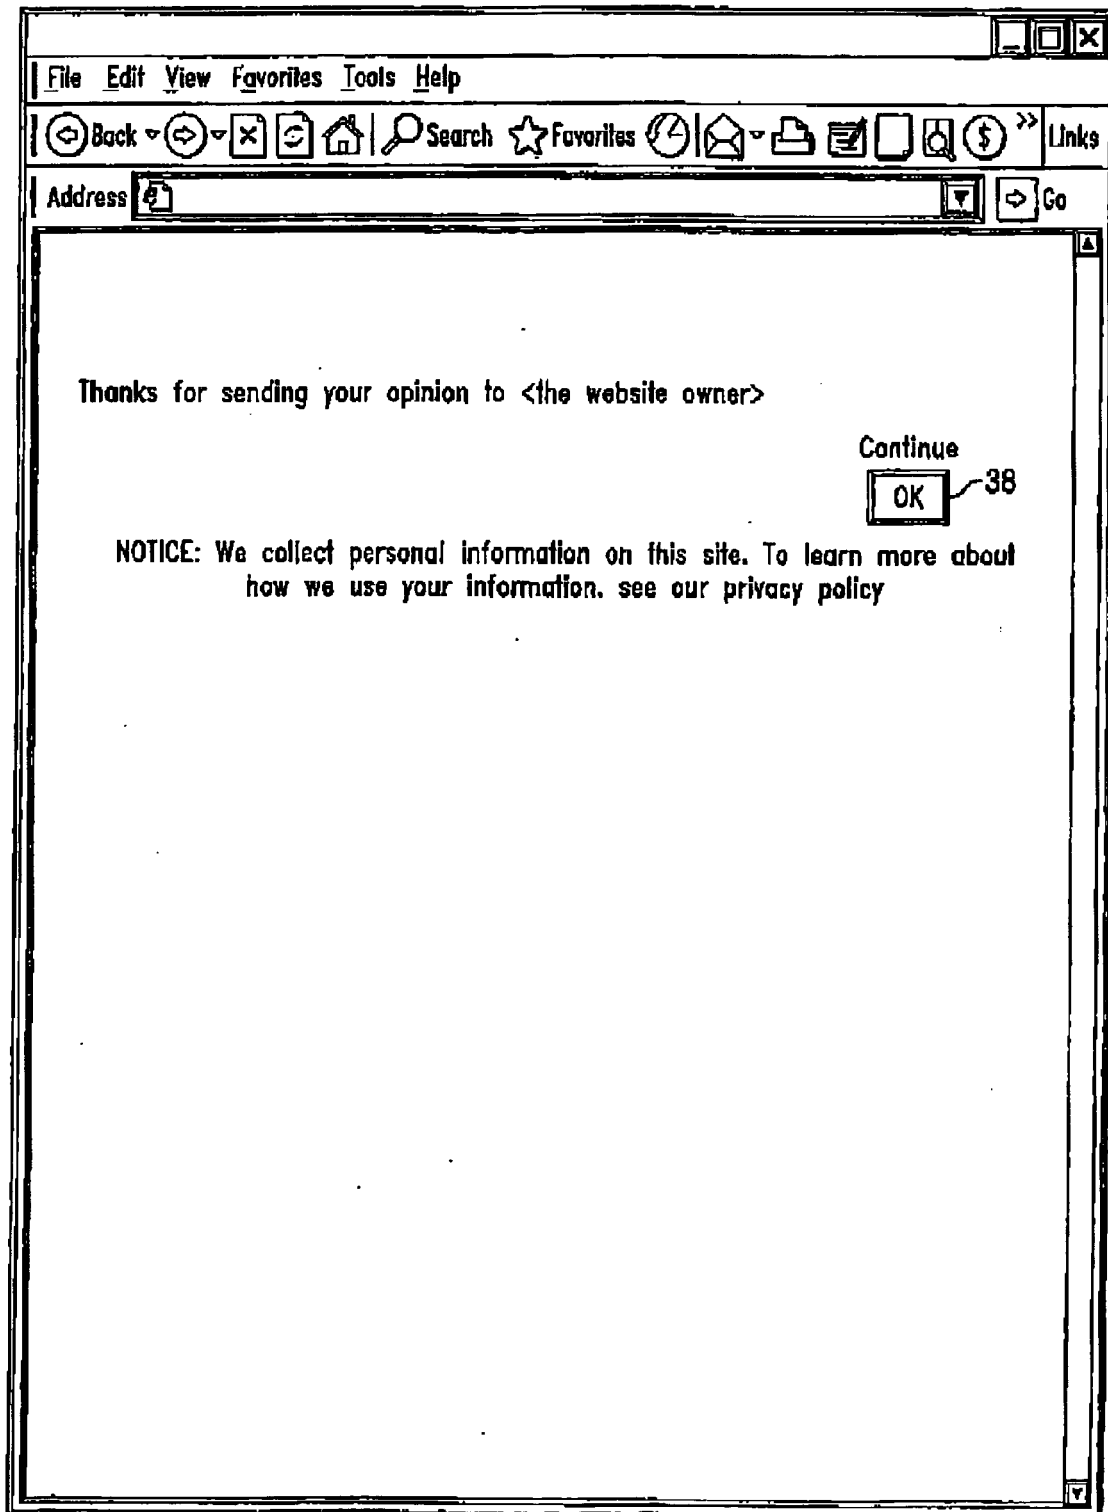 File Edit View Favorites Tools Help
Back Search Favorites $ » Links
Address e Go
Thanks for sending your opinion to <the website owner>
Continue
OK 38
NOTICE: We collect personal information on this site. To learn more about
how we use your information. see our privacy policy